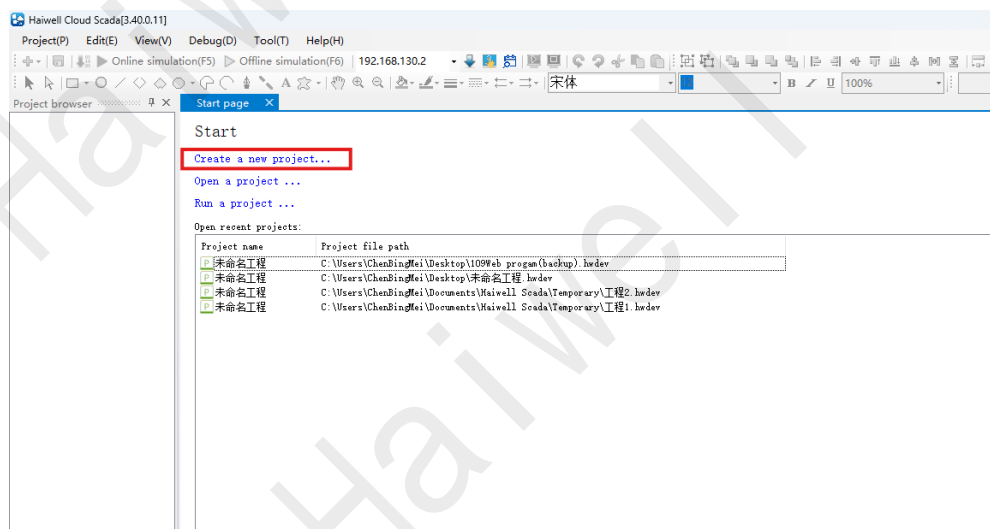 Haiwell Cloud Scada[3.40.0.11]
Project(P) Edit(E) View(V) Debug(D) Tool(T) Help(H)
Online simulation(F5) Offline simulation(F6) 192.168.130.2
A 宋体 B I U 100%
Project browser Start page
Start
Create a new project...
Open a project ...
Run a project ...
Open recent projects:
Project name Project file path
未命名工程 C:\Users\ChenBingMei\Desktop\109Web progam(backup).hwdev
未命名工程 C:\Users\ChenBingMei\Desktop\未命名工程.hwdev
未命名工程 C:\Users\ChenBingMei\Documents\Haiwell Scada\Temporary\工程2.hwdev
未命名工程 C:\Users\ChenBingMei\Documents\Haiwell Scada\Temporary\工程1.hwdev
Haiwell
Haiwell